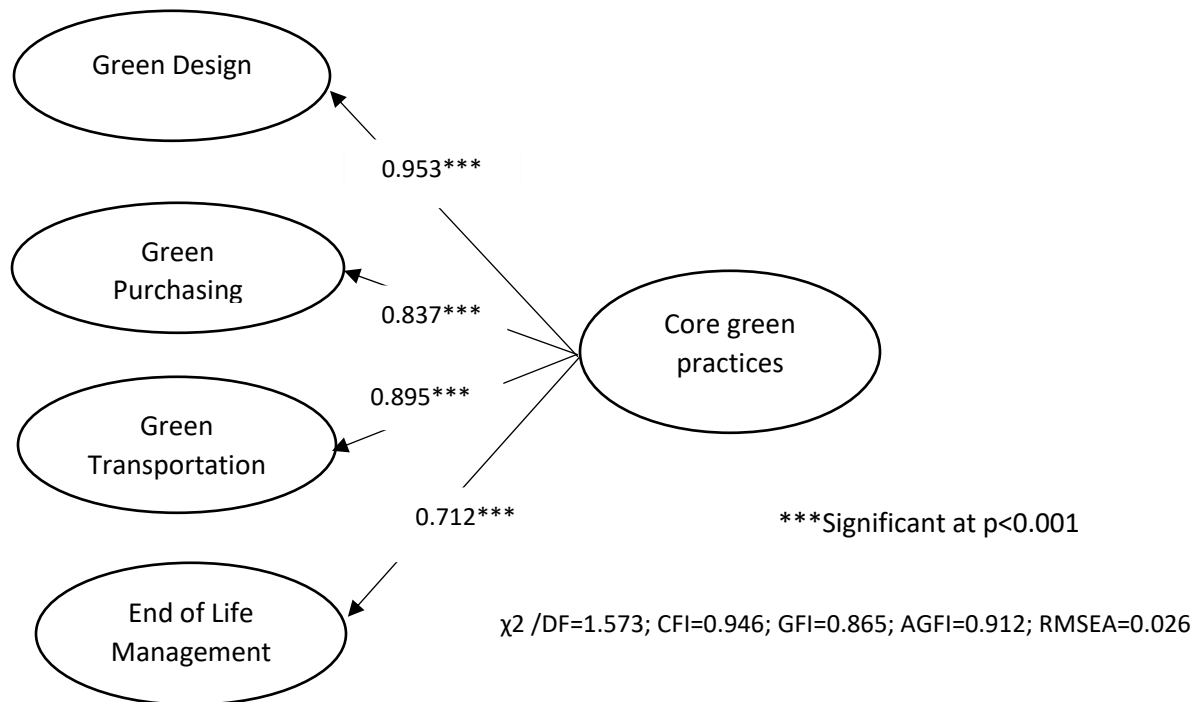 Green Design
0.953***
Green
Purchasing
0.837***
Core green
practices
0.895***
Green
Transportation
0.712***
***Significant at p<0.001
End of Life
Management
χ2 /DF=1.573; CFI=0.946; GFI=0.865; AGFI=0.912; RMSEA=0.026